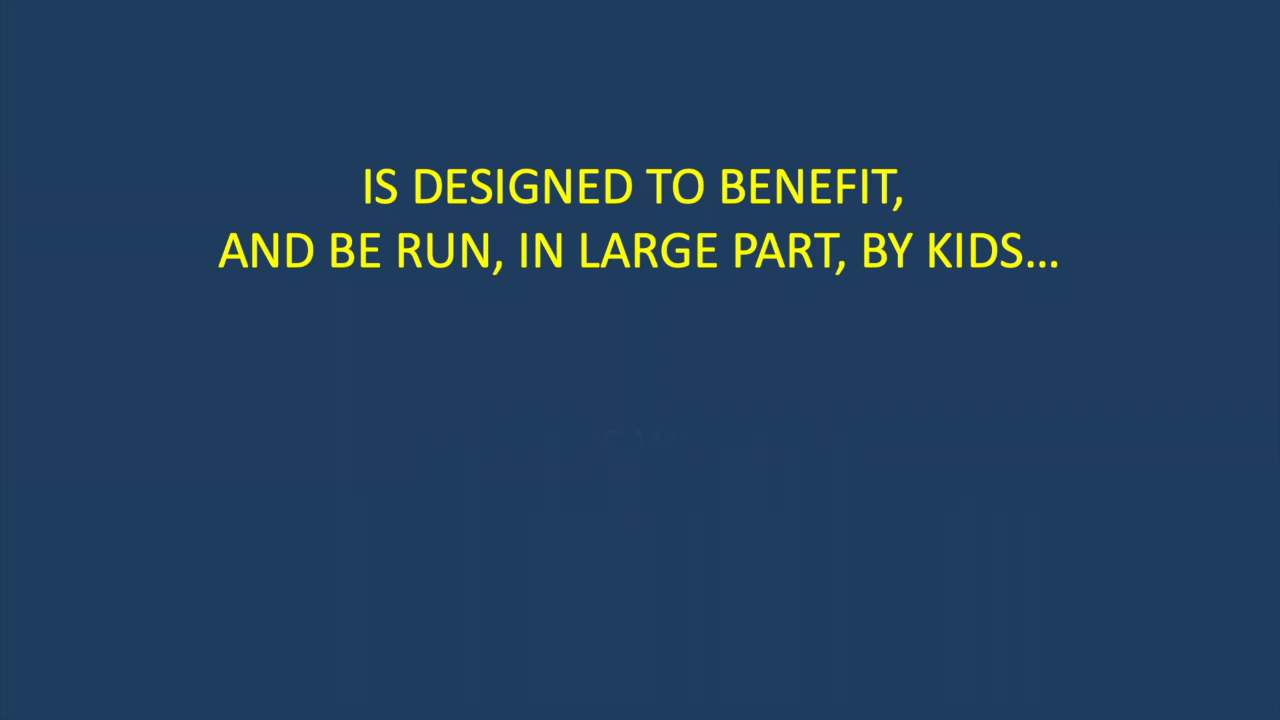 IS DESIGNED TO BENEFIT,
AND BE RUN, IN LARGE PART, BY KIDS...